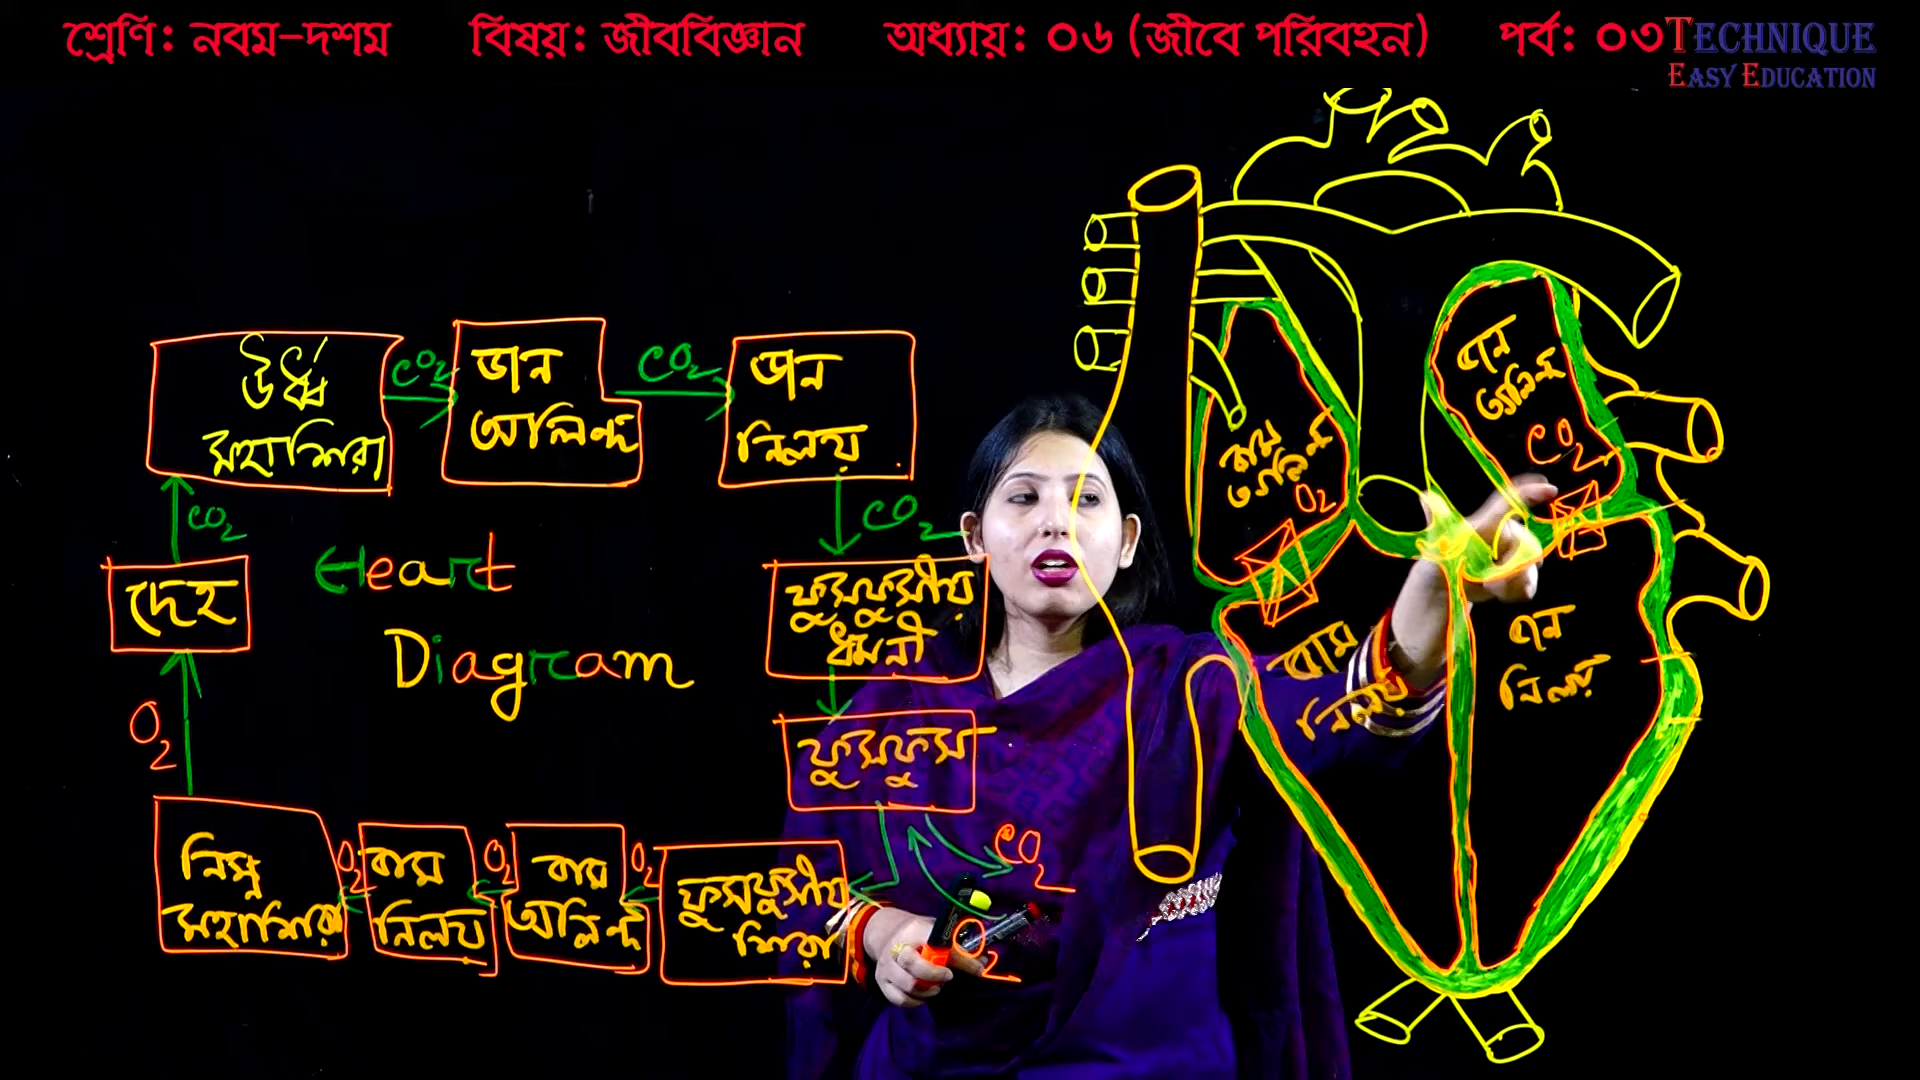 শ্রেণি: নবম-দশম বিষয়: জীববিজ্ঞান অধ্যায়: ০৬ (জীবে পরিবহন) পর্ব: ০৩
TECHNIQUE
EASY EDUCATION
ঊর্ধ্ব
মহাশিরা
CO2
ডান
অলিন্দ
CO2
ডান
নিলয়
CO2
CO2
দেহ
Heart
Diagram
ফুসফুসীয়
ধমনী
ফুসফুস
O2
CO2
O2
নিম্ন
মহাশিরা
O2
বাম
নিলয়
O2
বাম
অলিন্দ
O2
ফুসফুসীয়
শিরা
ডান
অলিন্দ
CO2
বাম
অলিন্দ
O2
ডান
নিলয়
বাম
নিলয়